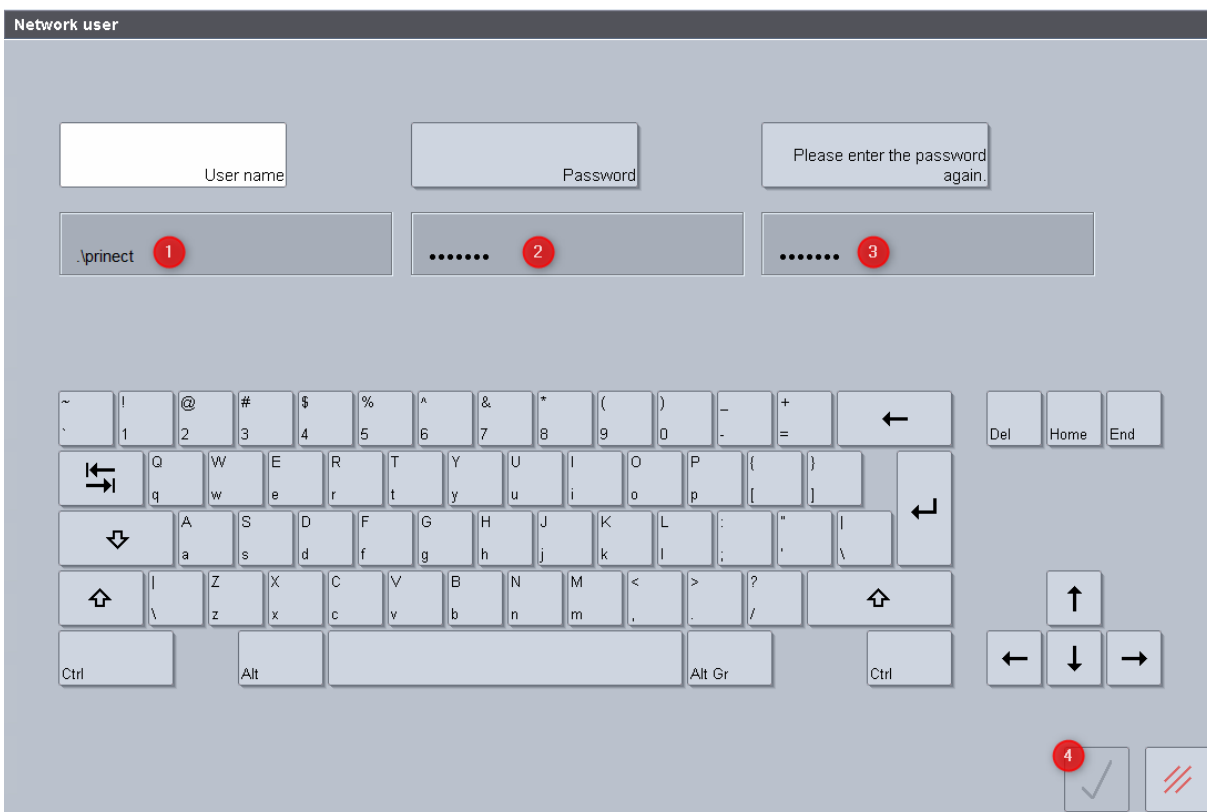 Network user
User name
Password
Please enter the password
again.
.\prinect 1 ••••••• 2 ••••••• 3
~ ! @ # $ % ^ & * ( ) _ + ←
` 1 2 3 4 5 6 7 8 9 0 - = Del Home End
Q W E R T Y U I O P { }
q w e r t y u i o p [ ]
A S D F G H J K L : " |
a s d f g h j k l ; ' \
| Z X C V B N M < > ?
\ z x c v b n m , . / ↑
Ctrl Alt Alt Gr Ctrl ← ↓ →
4